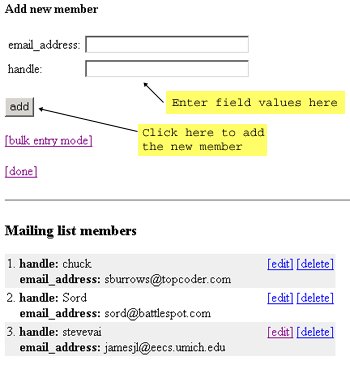 Add new member
email_address:
handle:
Enter field values here
add
Click here to add
the new member
[bulk entry mode]
[done]
Mailing list members
1. handle: chuck [edit] [delete]
email_address: sburrows@topcoder.com
2. handle: Sord [edit] [delete]
email_address: sord@battlespot.com
3. handle: stevevai [edit] [delete]
email_address: jamesjl@eecs.umich.edu